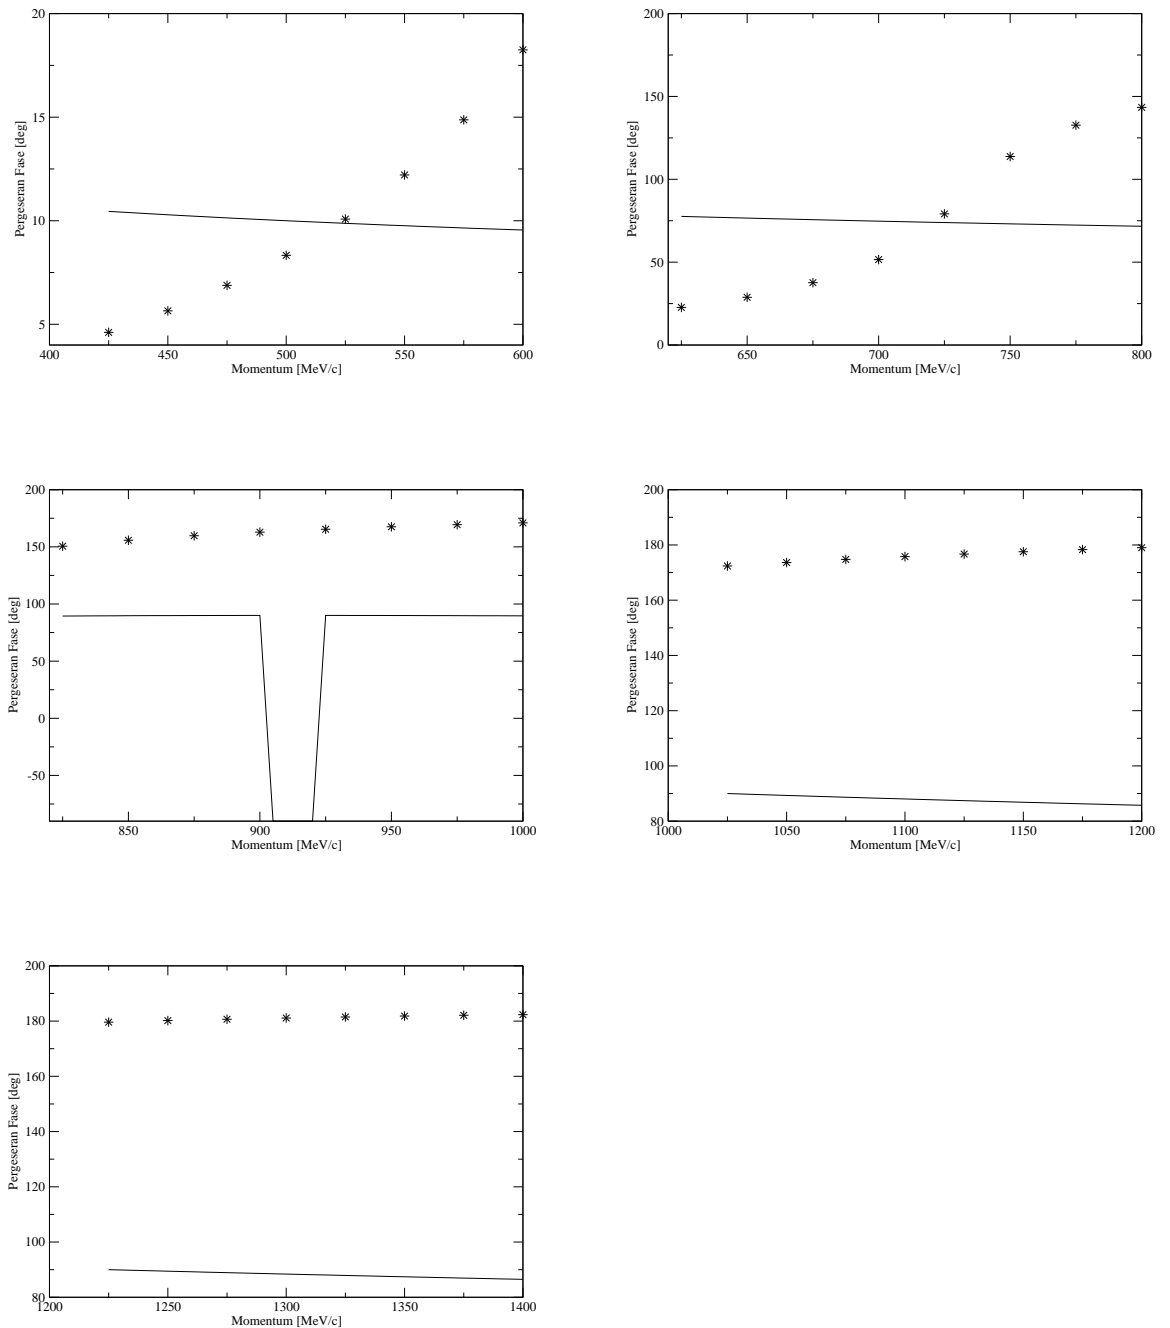 20
15
10
5
400 450 500 550 600
Momentum [MeV/c]
Pergeseran Fase [deg]
200
150
100
50
0
650 700 750 800
Momentum [MeV/c]
Pergeseran Fase [deg]
200
150
100
50
0
-50
850 900 950 1000
Momentum [MeV/c]
Pergeseran Fase [deg]
200
180
160
140
120
100
80
1000 1050 1100 1150 1200
Momentum [MeV/c]
Pergeseran Fase [deg]
200
180
160
140
120
100
80
1200 1250 1300 1350 1400
Momentum [MeV/c]
Pergeseran Fase [deg]